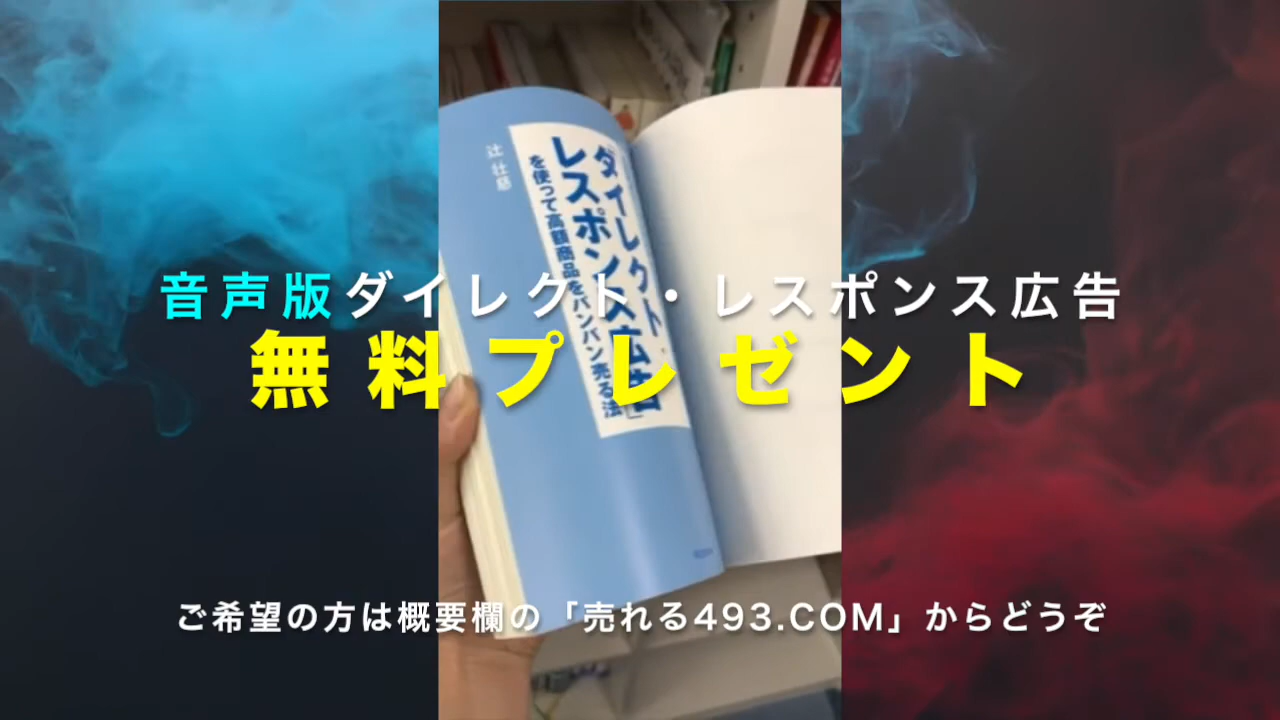 音声版ダイレクト・レスポンス広告
無料プレゼント
「ダイレクト・
レスポンス広告」
を使って高額商品をバンバン売る法
辻 壮慈
ご希望の方は概要欄の「売れる493.COM」からどうぞ